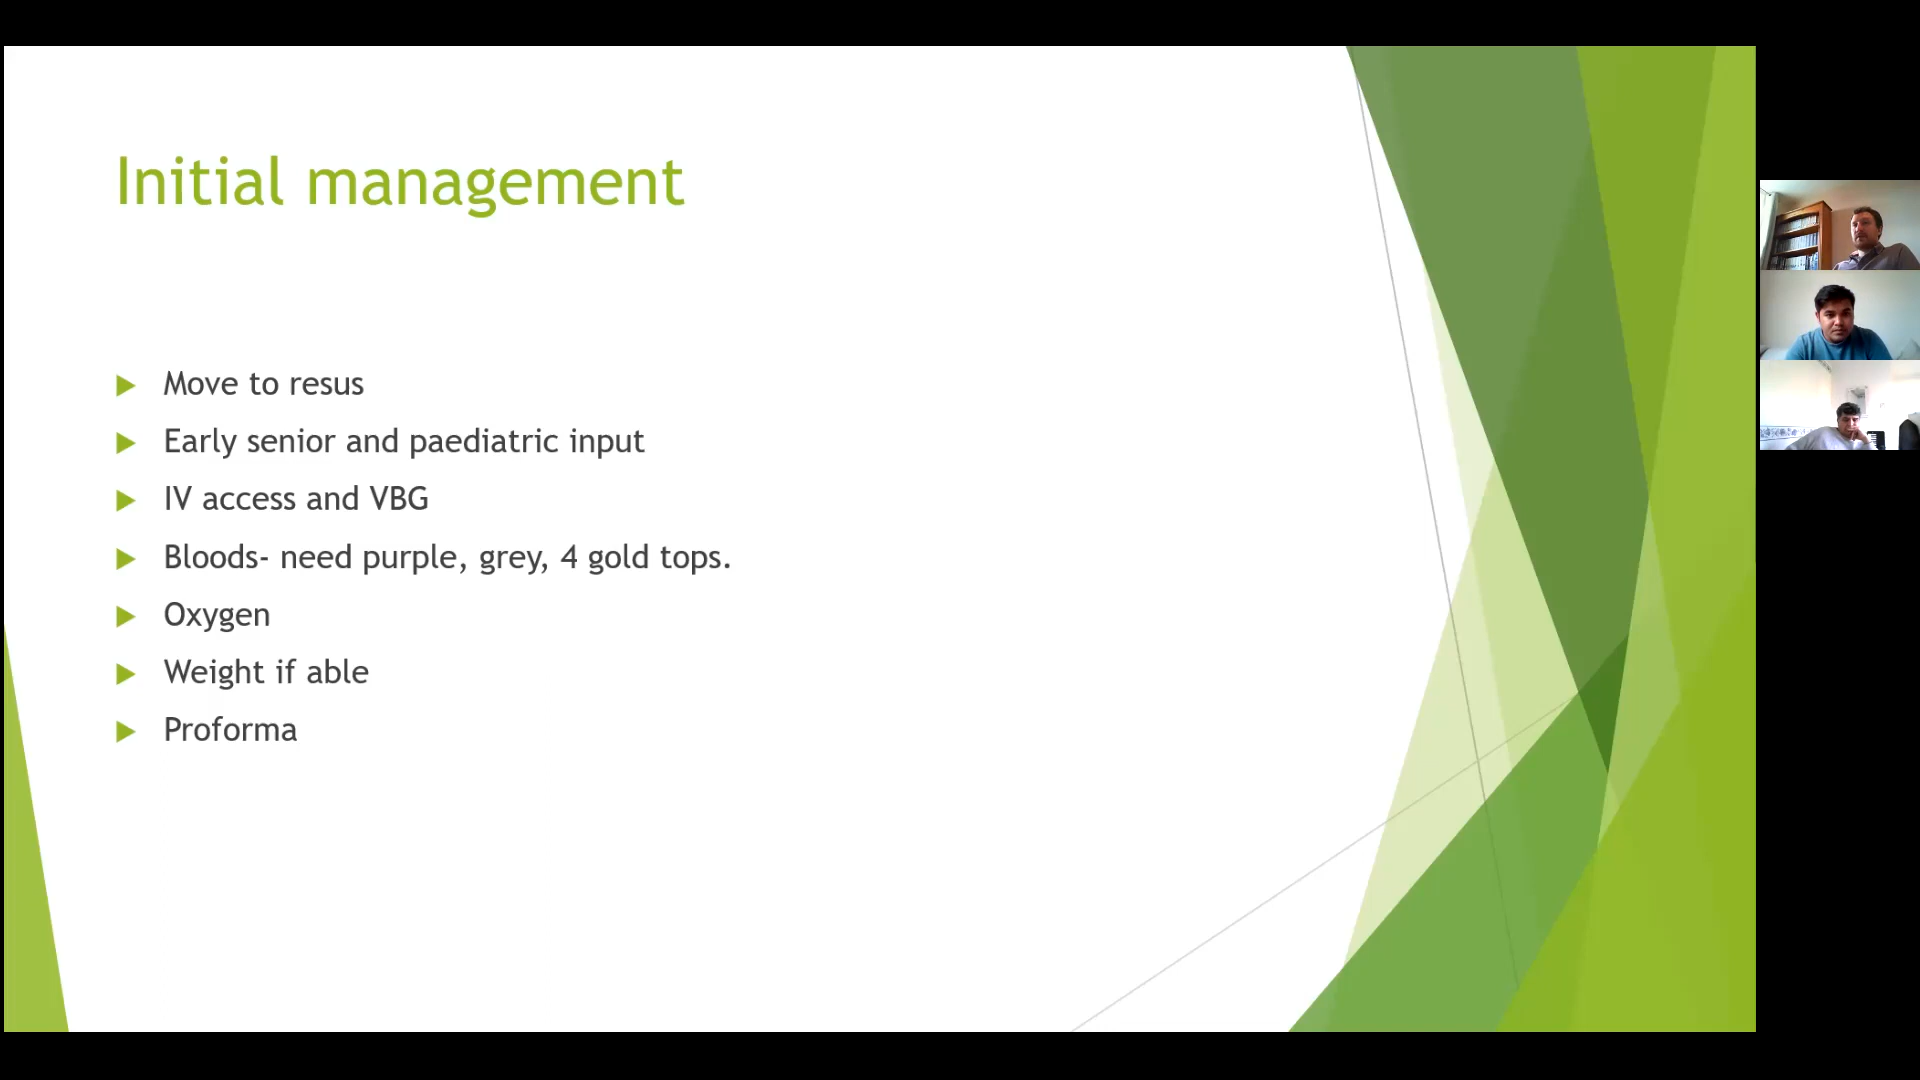 Initial management
Move to resus
Early senior and paediatric input
IV access and VBG
Bloods- need purple, grey, 4 gold tops.
Oxygen
Weight if able
Proforma